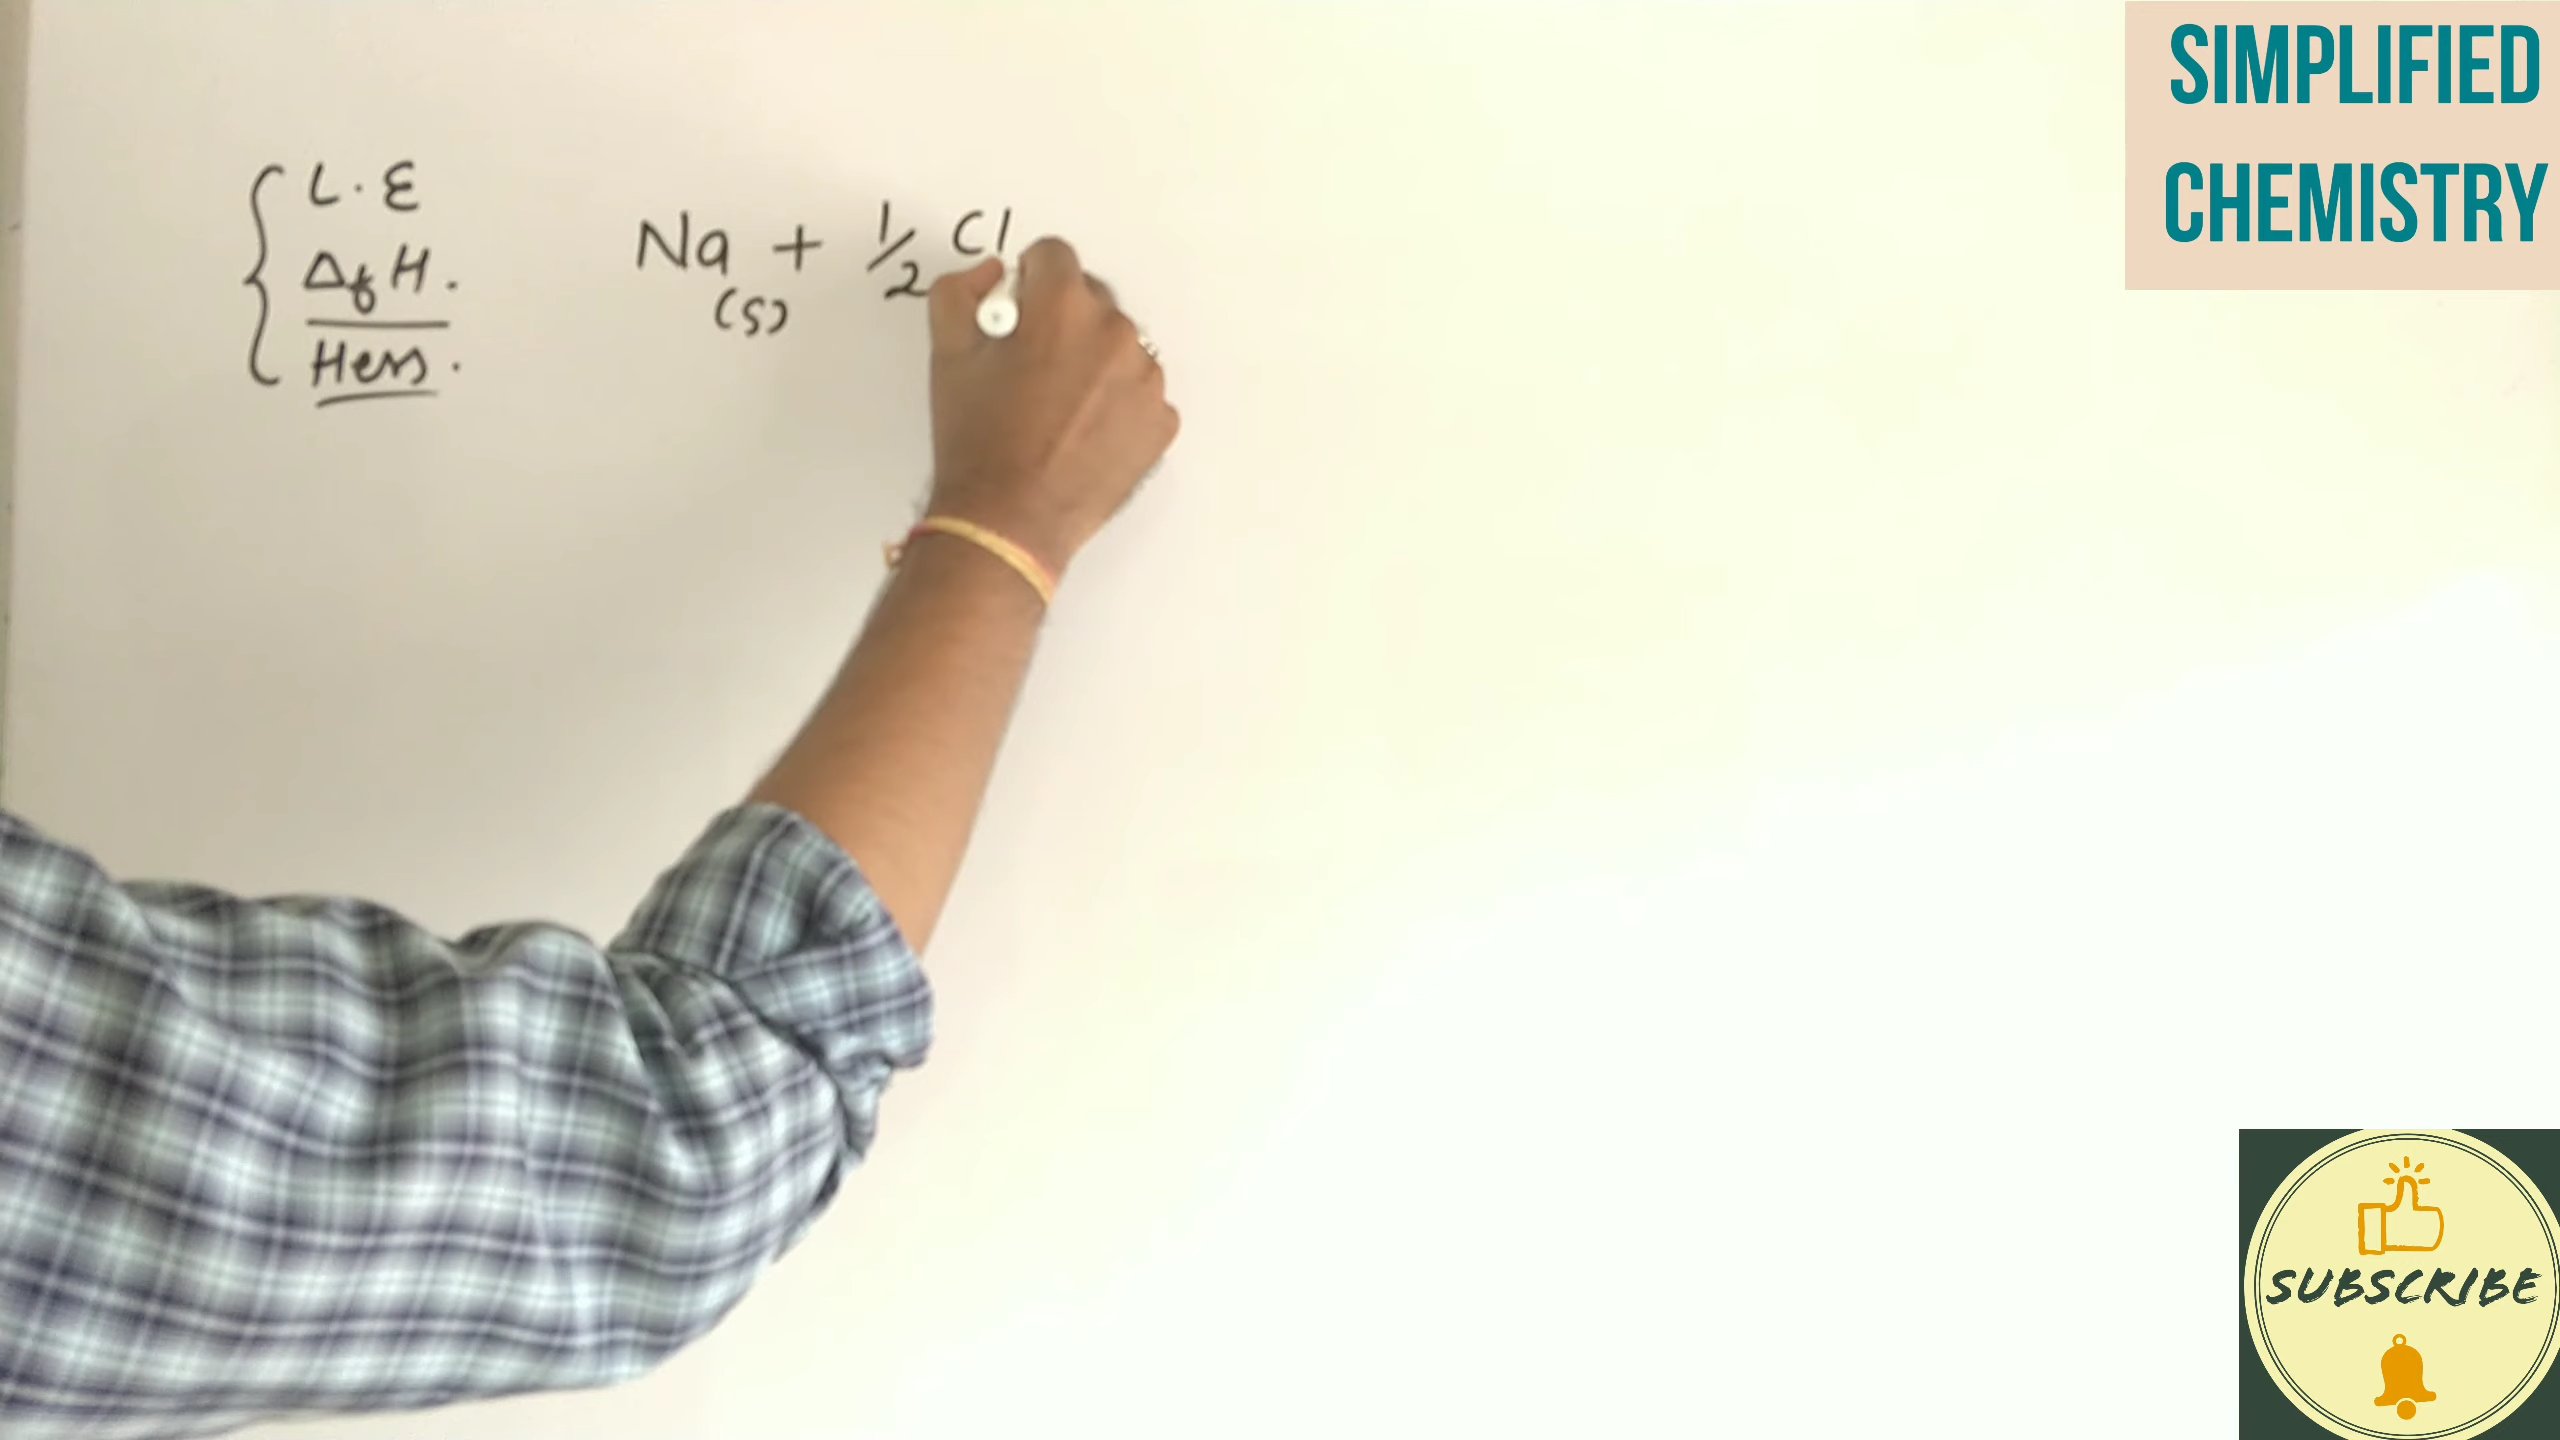 L.E
ΔfH.
Hess.
Na + 1/2 Cl
(s)
SIMPLIFIED
CHEMISTRY
SUBSCRIBE